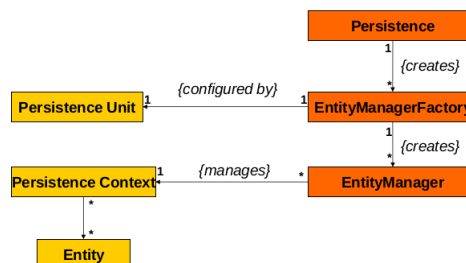 Persistence
1
{creates}
*
{configured by}
Persistence Unit
1
1
EntityManagerFactory
1
{creates}
*
{manages}
Persistence Context
1
*
EntityManager
*
*
Entity